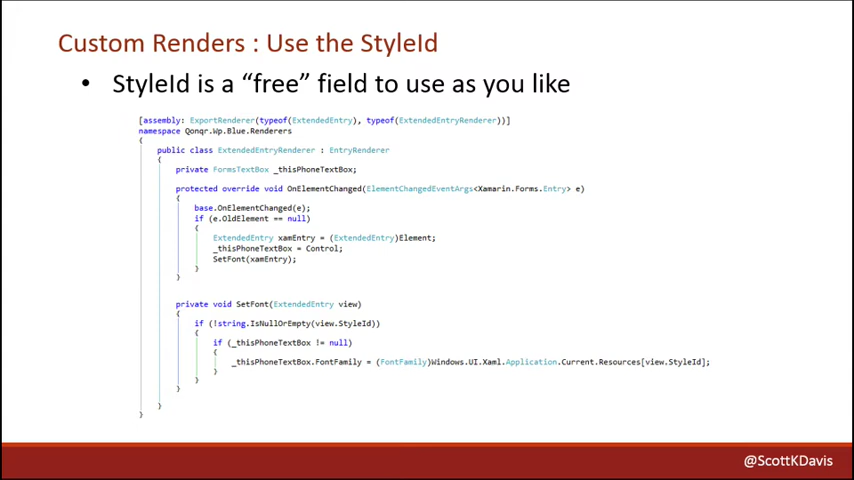 Custom Renders : Use the StyleId
• StyleId is a “free” field to use as you like
[assembly: ExportRenderer(typeof(ExtendedEntry), typeof(ExtendedEntryRenderer))]
namespace Qonqr.Wp.Blue.Renderers
{
public class ExtendedEntryRenderer : EntryRenderer
{
private FormsTextBox _thisPhoneTextBox;
protected override void OnElementChanged(ElementChangedEventArgs<Xamarin.Forms.Entry> e)
{
base.OnElementChanged(e);
if (e.OldElement == null)
{
ExtendedEntry xamEntry = (ExtendedEntry)Element;
_thisPhoneTextBox = Control;
SetFont(xamEntry);
}
}
private void SetFont(ExtendedEntry view)
{
if (!string.IsNullOrEmpty(view.StyleId))
{
if (_thisPhoneTextBox != null)
{
_thisPhoneTextBox.FontFamily = (FontFamily)Windows.UI.Xaml.Application.Current.Resources[view.StyleId];
}
}
}
}
}
@ScottKDavis